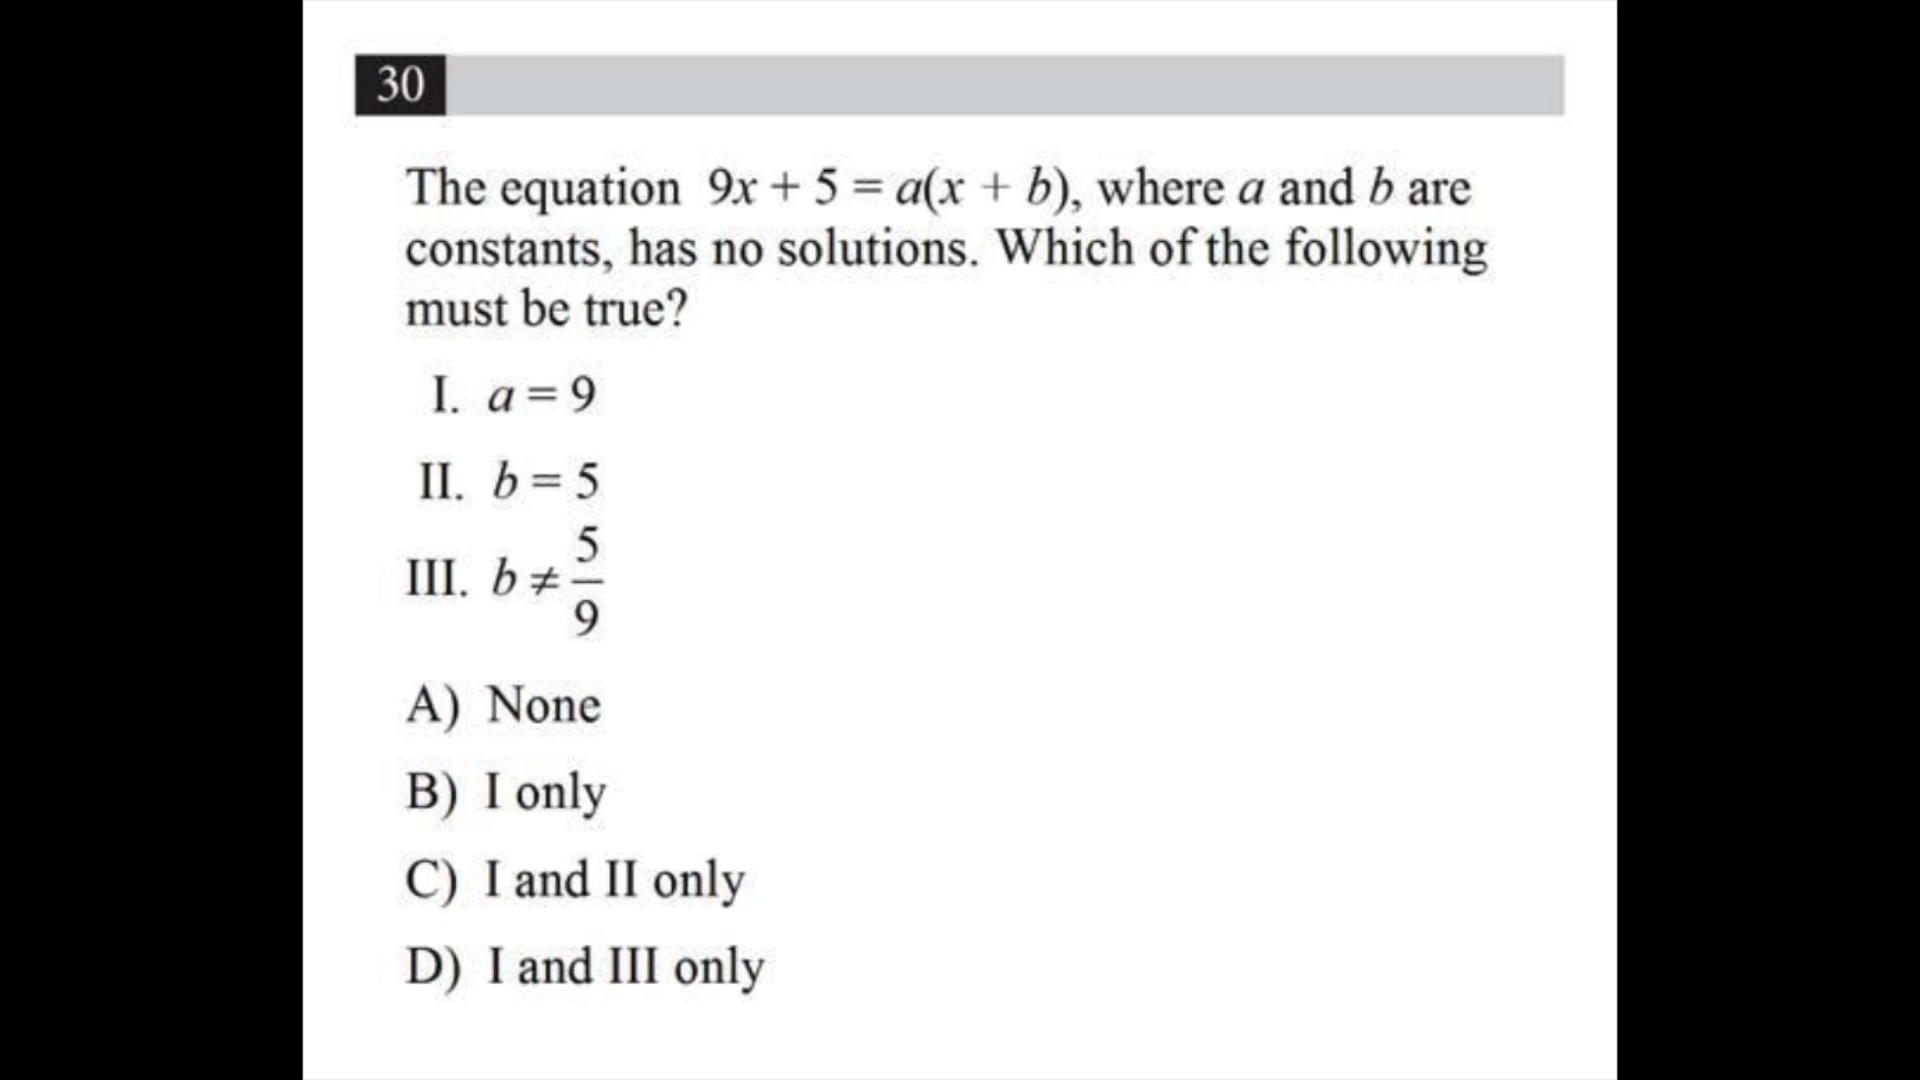 30
The equation 9x + 5 = a(x + b), where a and b are
constants, has no solutions. Which of the following
must be true?
I. a = 9
II. b = 5
III. b ≠ 5/9
A) None
B) I only
C) I and II only
D) I and III only